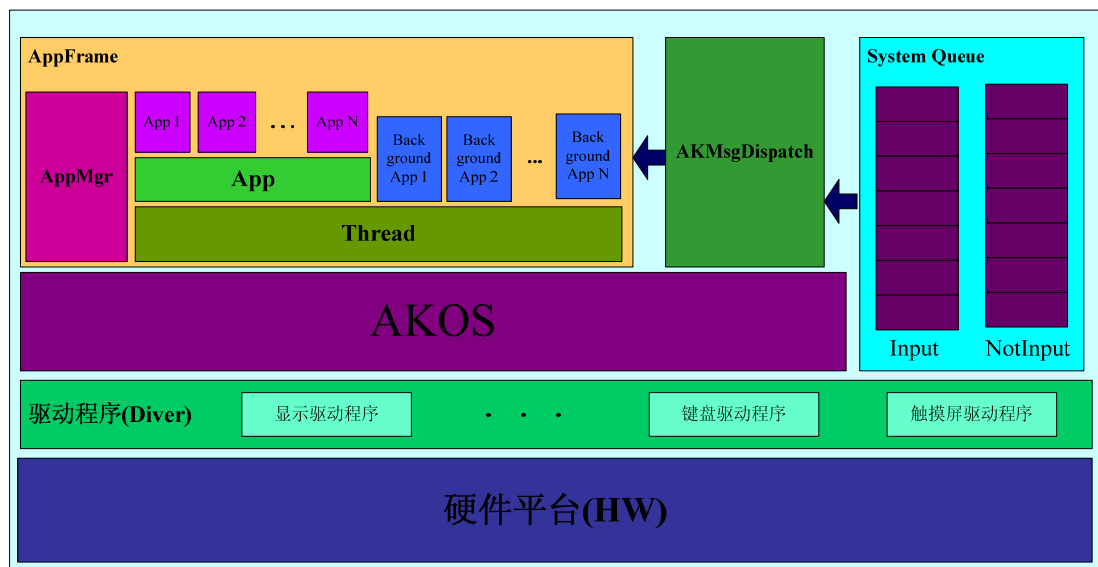 AppFrame
AppMgr
App 1
App 2
...
App N
App
Back
ground
App 1
Back
ground
App 2
...
Back
ground
App N
Thread
AKMsgDispatch
System Queue
Input
NotInput
AKOS
驱动程序(Diver)
显示驱动程序
. . .
键盘驱动程序
触摸屏驱动程序
硬件平台(HW)